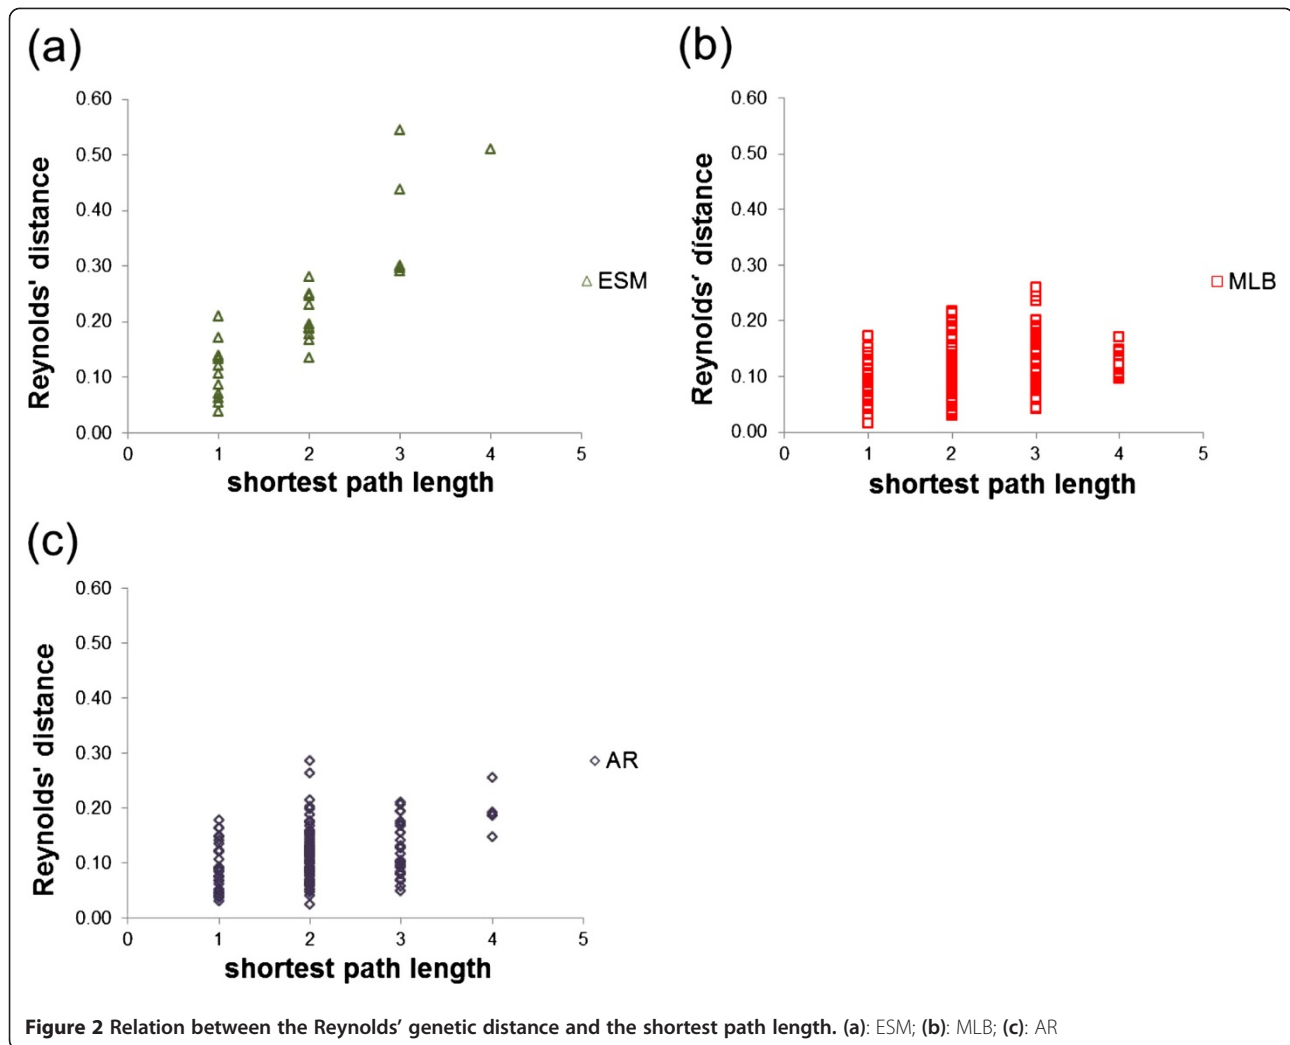 (a)
0.60
0.50
0.40
0.30
0.20
0.10
0.00
Reynolds' distance
0 1 2 3 4 5
shortest path length
ESM
(b)
0.60
0.50
0.40
0.30
0.20
0.10
0.00
Reynolds' distance
0 1 2 3 4 5
shortest path length
MLB
(c)
0.60
0.50
0.40
0.30
0.20
0.10
0.00
Reynolds' distance
0 1 2 3 4 5
shortest path length
AR
Figure 2 Relation between the Reynolds’ genetic distance and the shortest path length. (a): ESM; (b): MLB; (c): AR